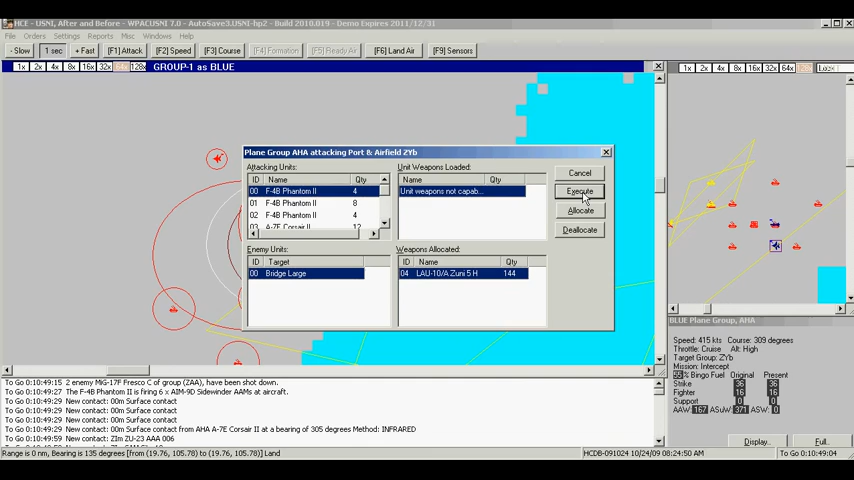 HCE - USNI, After and Before - WPACUSNI 7.0 - AutoSave3.USNI-bp2 - Build 2010.019 - Demo Expires 2011/12/31
File Orders Settings Reports Misc Windows Help
- Slow 1 sec + Fast [F1] Attack [F2] Speed [F3] Course [F4] Formation [F5] Ready Air [F6] Land Air [F9] Sensors
1x 2x 4x 8x 16x 32x 64x 128x GROUP-1 as BLUE
1x 2x 4x 8x 16x 32x 64x
Plane Group AHA attacking Port & Airfield ZYb
Attacking Units: Unit Weapons Loaded:
ID Name Qty Name Qty
00 F-4B Phantom II 4 Unit weapons not capab...
01 F-4B Phantom II 8
02 F-4B Phantom II 4
03 A-7E Corsair II 12
Cancel
Execute
Allocate
Deallocate
Enemy Units: Weapons Allocated:
ID Target ID Name Qty
00 Bridge Large 04 LAU-10/A Zuni 5 H 144
BLUE Plane Group, AHA
Speed: 415 kts Course: 309 degrees
Throttle: Cruise Alt: High
Target Group: ZYb
Mission: Intercept
55% Bingo Fuel Original Present
Strike 36 36
Fighter 16 16
Support 0 0
AAW: 167 ASuW: 371 ASW: 0
Display.. Full..
To Go 0:10:49:15 2 enemy MiG-17F Fresco C of group (ZAA), have been shot down.
To Go 0:10:49:27 The F-4B Phantom II is firing 6 x AIM-9D Sidewinder AAMs at aircraft.
To Go 0:10:49:29 New contact: 00m Surface contact
To Go 0:10:49:29 New contact: 00m Surface contact
To Go 0:10:49:29 New contact: 00m Surface contact
To Go 0:10:49:29 New contact: 00m Surface contact from AHA A-7E Corsair II at a bearing of 305 degrees Method: INFRARED
To Go 0:10:49:59 New contact: Z1m ZU-23 AAA 006
Range is 0 nm, Bearing is 135 degrees [from (19.76, 105.78) to (19.76, 105.78)] Land HCDB-091024 10/24/09 08:24:50 AM To Go 0:10:49:04